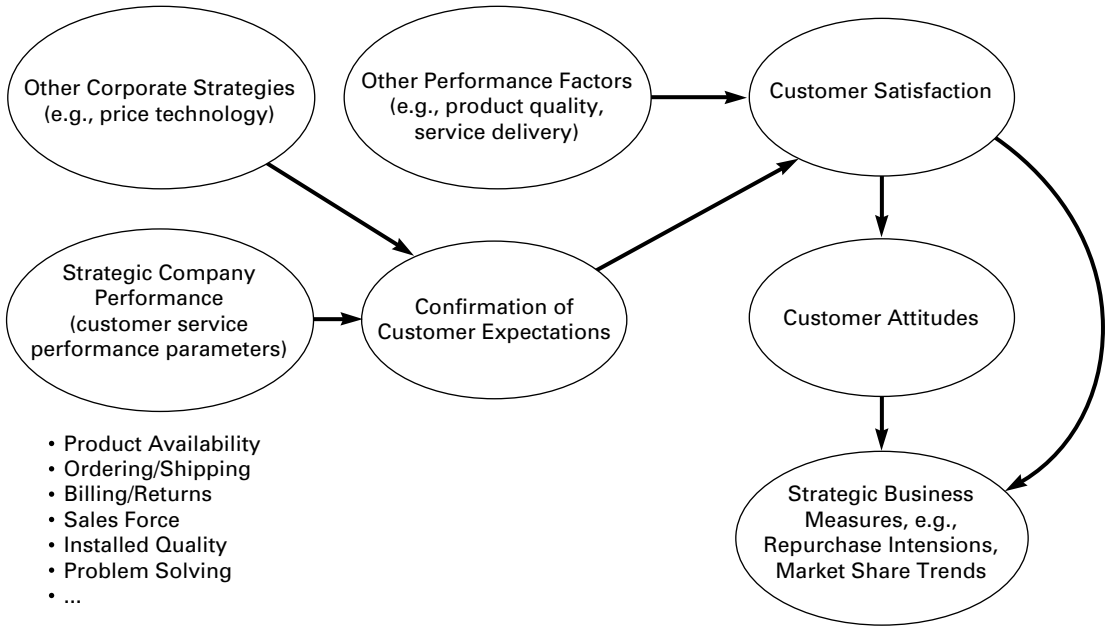 Other Corporate Strategies
(e.g., price technology)
Other Performance Factors
(e.g., product quality,
service delivery)
Customer Satisfaction
Strategic Company
Performance
(customer service
performance parameters)
Confirmation of
Customer Expectations
Customer Attitudes
• Product Availability
• Ordering/Shipping
• Billing/Returns
• Sales Force
• Installed Quality
• Problem Solving
• ...
Strategic Business
Measures, e.g.,
Repurchase Intensions,
Market Share Trends